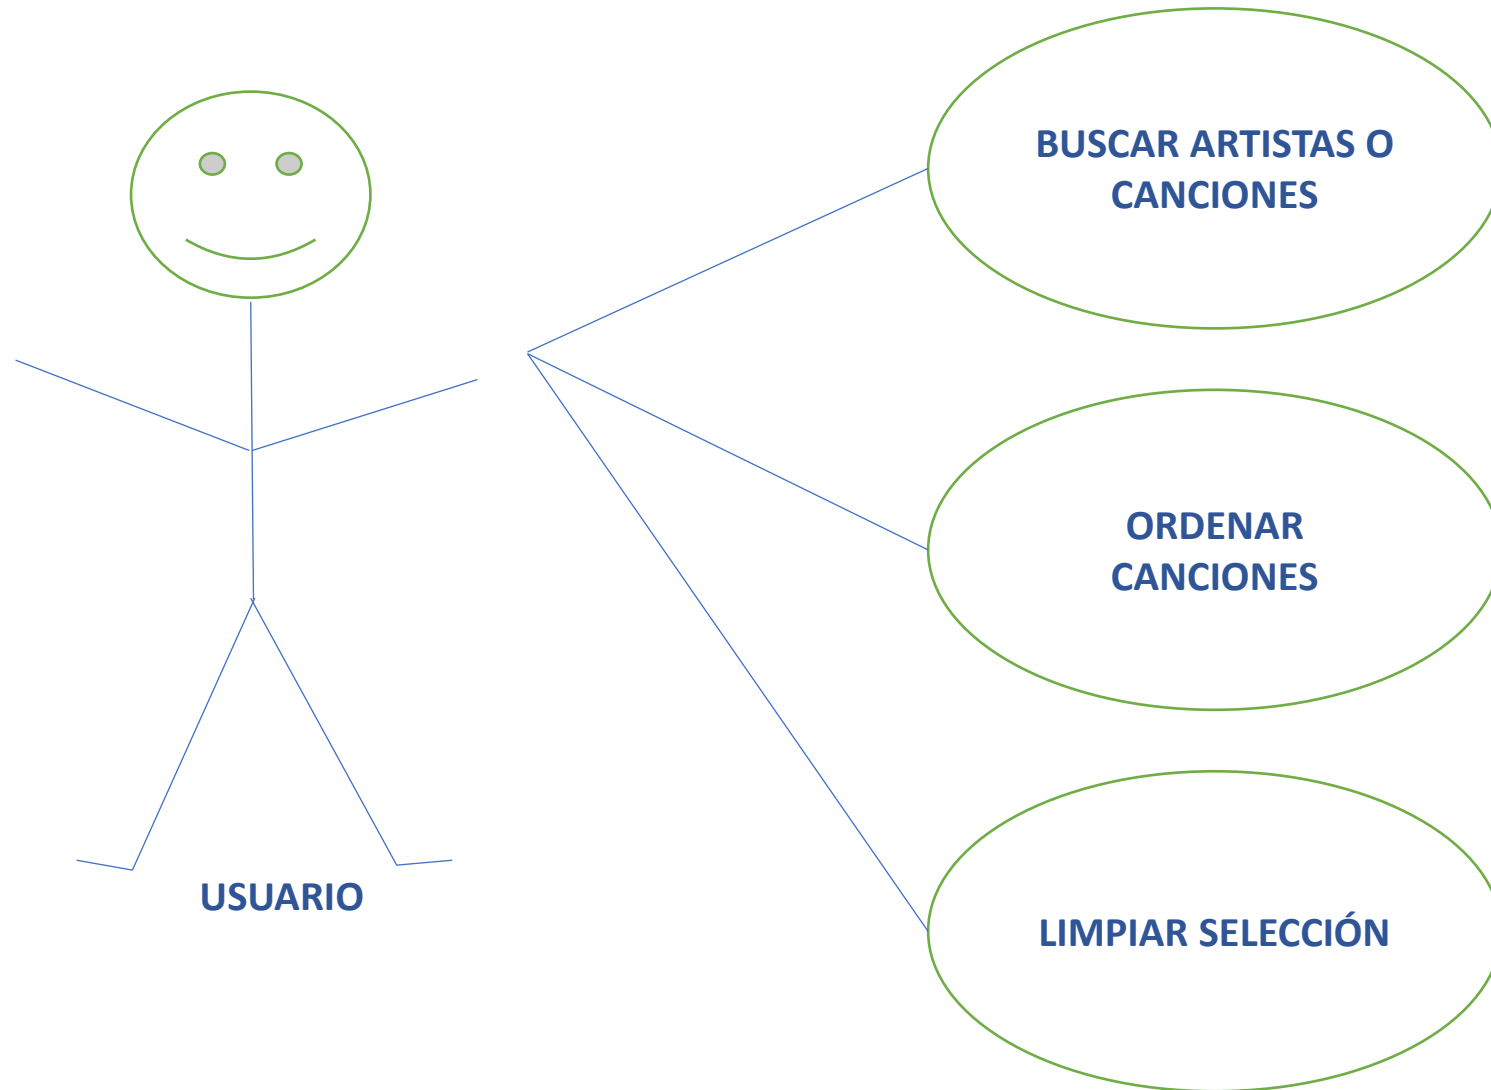 BUSCAR ARTISTAS O
CANCIONES
ORDENAR
CANCIONES
USUARIO
LIMPIAR SELECCIÓN